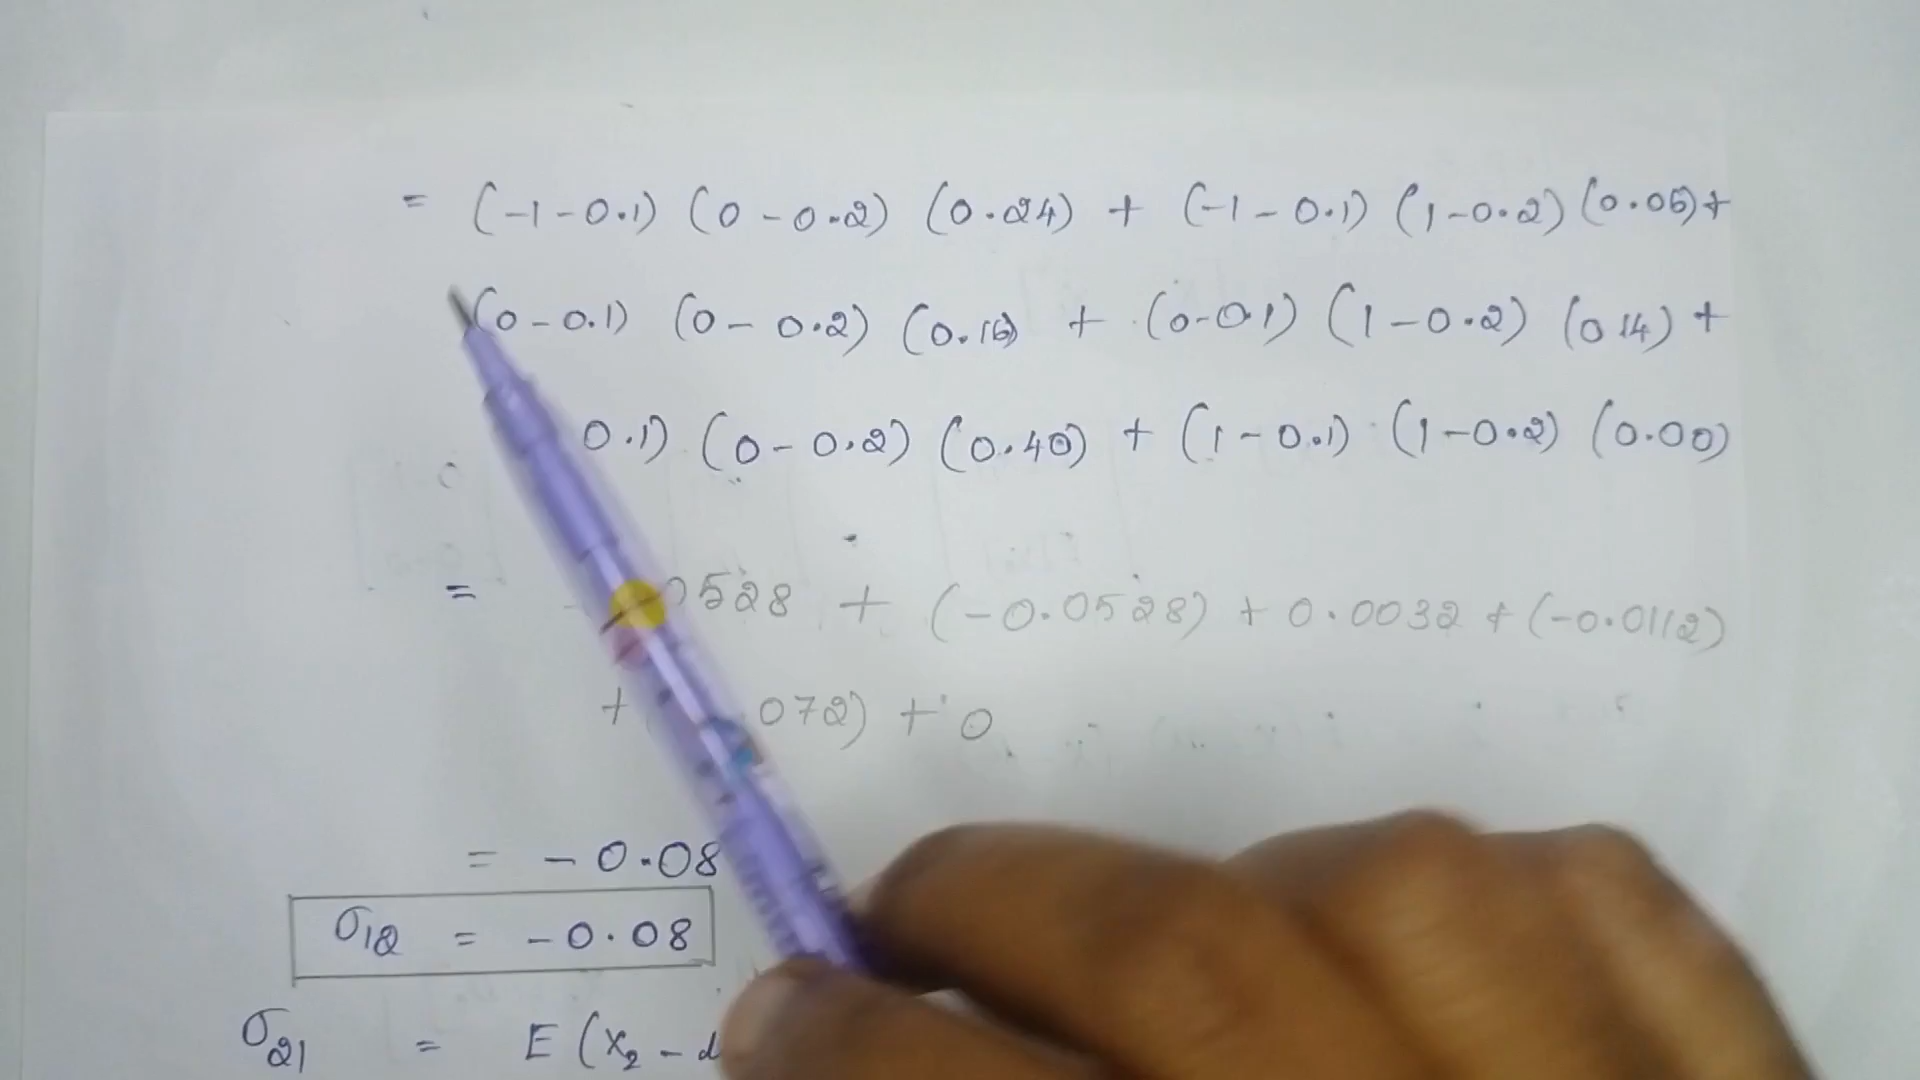 = (-1-0.1) (0-0.2) (0.24) + (-1-0.1) (1-0.2) (0.06) +
(0-0.1) (0-0.2) (0.16) + (0-0.1) (1-0.2) (0.14) +
0.1) (0-0.2) (0.40) + (1-0.1) (1-0.2) (0.00)
= 0528 + (-0.0528) + 0.0032 + (-0.0112)
+ 072) + 0
= -0.08
σ12 = -0.08
σ21 = E (x2 -